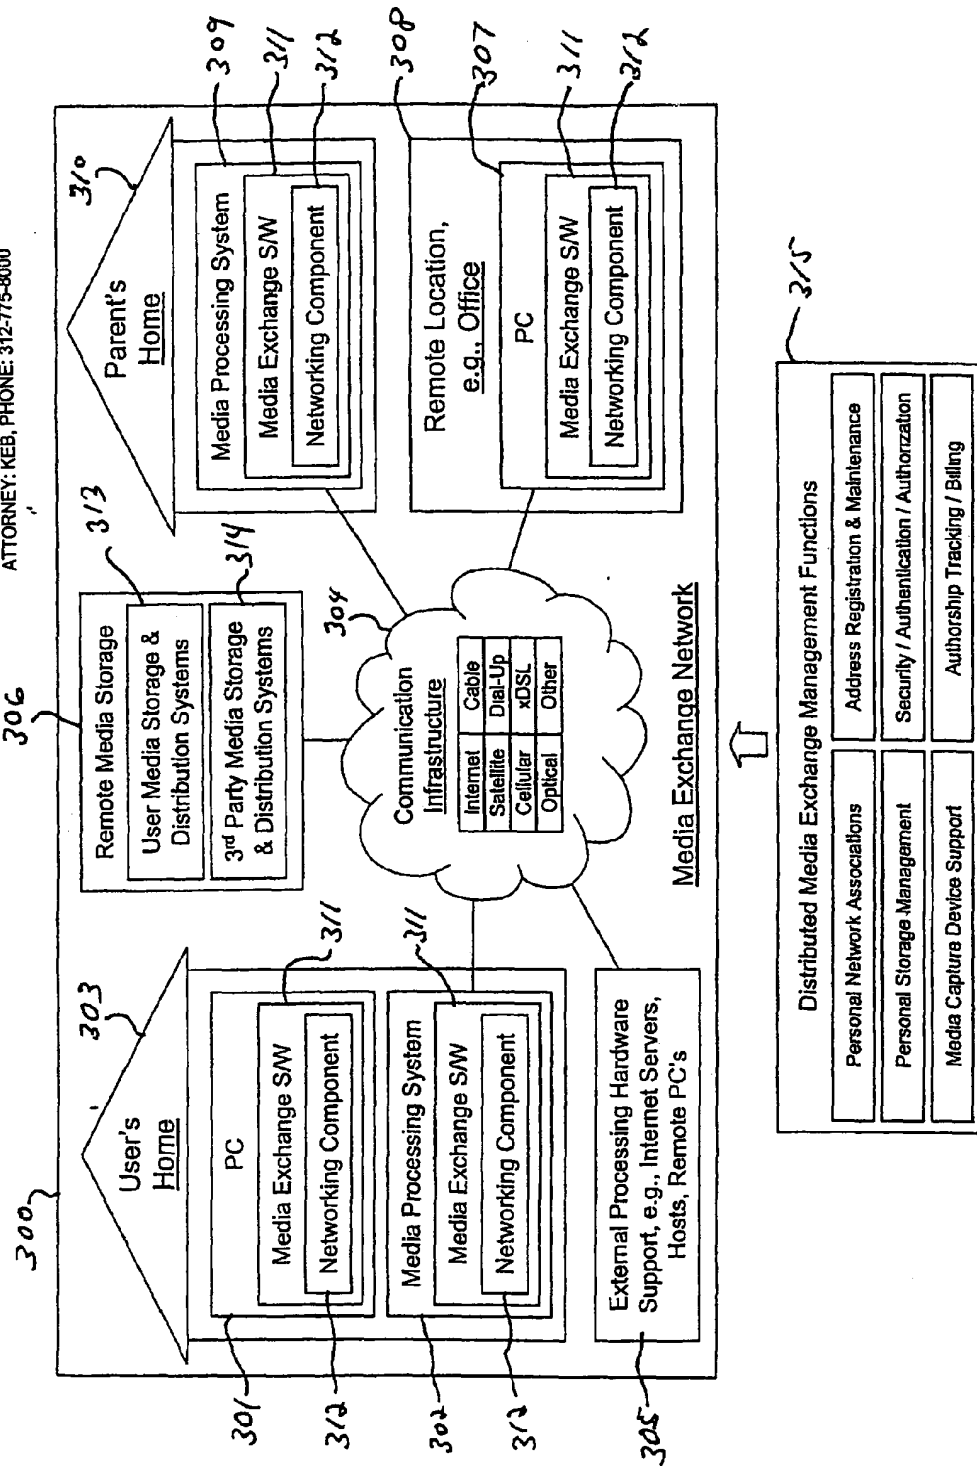 ATTORNEY: KEB, PHONE: 312-775-8000
300
303
User's
Home
PC
Media Exchange S/W
Networking Component
311
301
312
Media Processing System
Media Exchange S/W
Networking Component
311
302
312
External Processing Hardware
Support, e.g., Internet Servers,
Hosts, Remote PC's
305
306
Remote Media Storage
User Media Storage &
Distribution Systems
313
3rd Party Media Storage
& Distribution Systems
314
304
Communication
Infrastructure
Internet Cable
Satellite Dial-Up
Cellular xDSL
Optical Other
Media Exchange Network
310
Parent's
Home
Media Processing System
Media Exchange S/W
Networking Component
309
311
312
308
Remote Location,
e.g., Office
307
PC
Media Exchange S/W
Networking Component
311
312
315
Distributed Media Exchange Management Functions
Personal Network Associations Address Registration & Maintenance
Personal Storage Management Security / Authentication / Authorization
Media Capture Device Support Authorship Tracking / Billing